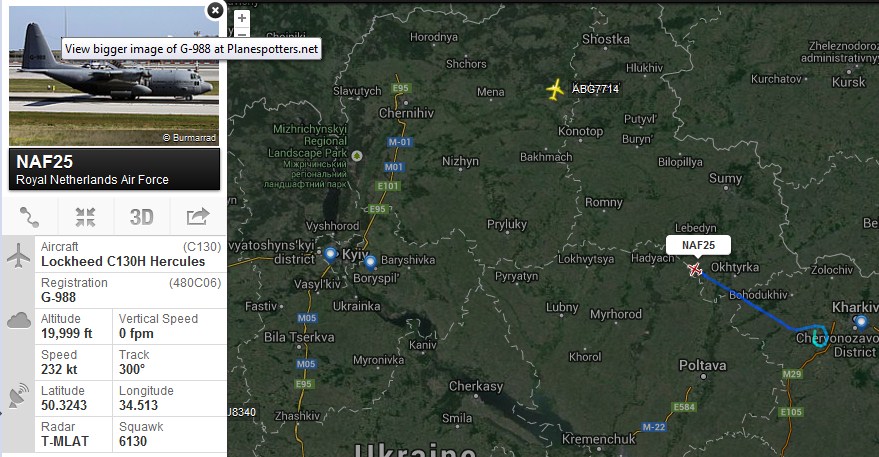 G-988
View bigger image of G-988 at Planespotters.net
© Burmarrad
NAF25
Royal Netherlands Air Force
3D
Aircraft (C130)
Lockheed C130H Hercules
Registration (480C06)
G-988
Altitude
19,999 ft
Vertical Speed
0 fpm
Speed
232 kt
Track
300°
Latitude
50.3243
Longitude
34.513
Radar
T-MLAT
Squawk
6130
+
−
Horodnya
Shostka
Zheleznodoroz
administrativnyy
Shchors
Hlukhiv
Kurchatov
Kursk
Slavutych
E95
Mena
ABG7714
Chernihiv
Putyvl'
Konotop
Buryn'
Mizhrichynskyi
Regional
Landscape Park
Міжрічинський
регіональний
ландшафтний парк
M-01
M01
E101
E95
Nizhyn
Bakhmach
Bilopillya
Sumy
Romny
Vyshhorod
Pryluky
Lebedyn
NAF25
vyatoshyns'kyi
district
Kyiv
Baryshivka
Boryspil'
Vasyl'kiv
Pyryatyn
Lokhvytsya
Hadyach
Okhtyrka
Zolochiv
Bohodukhiv
Fastiv
Ukrainka
Lubny
Myrhorod
Kharkiv
M05
Bila Tserkva
Kaniv
Chervonozavo
District
M05
Myronivka
Khorol
Poltava
M29
E95
Cherkasy
E584
E105
J8340
Zhashkiv
Smila
M-22
Kremenchuk
Ukraine